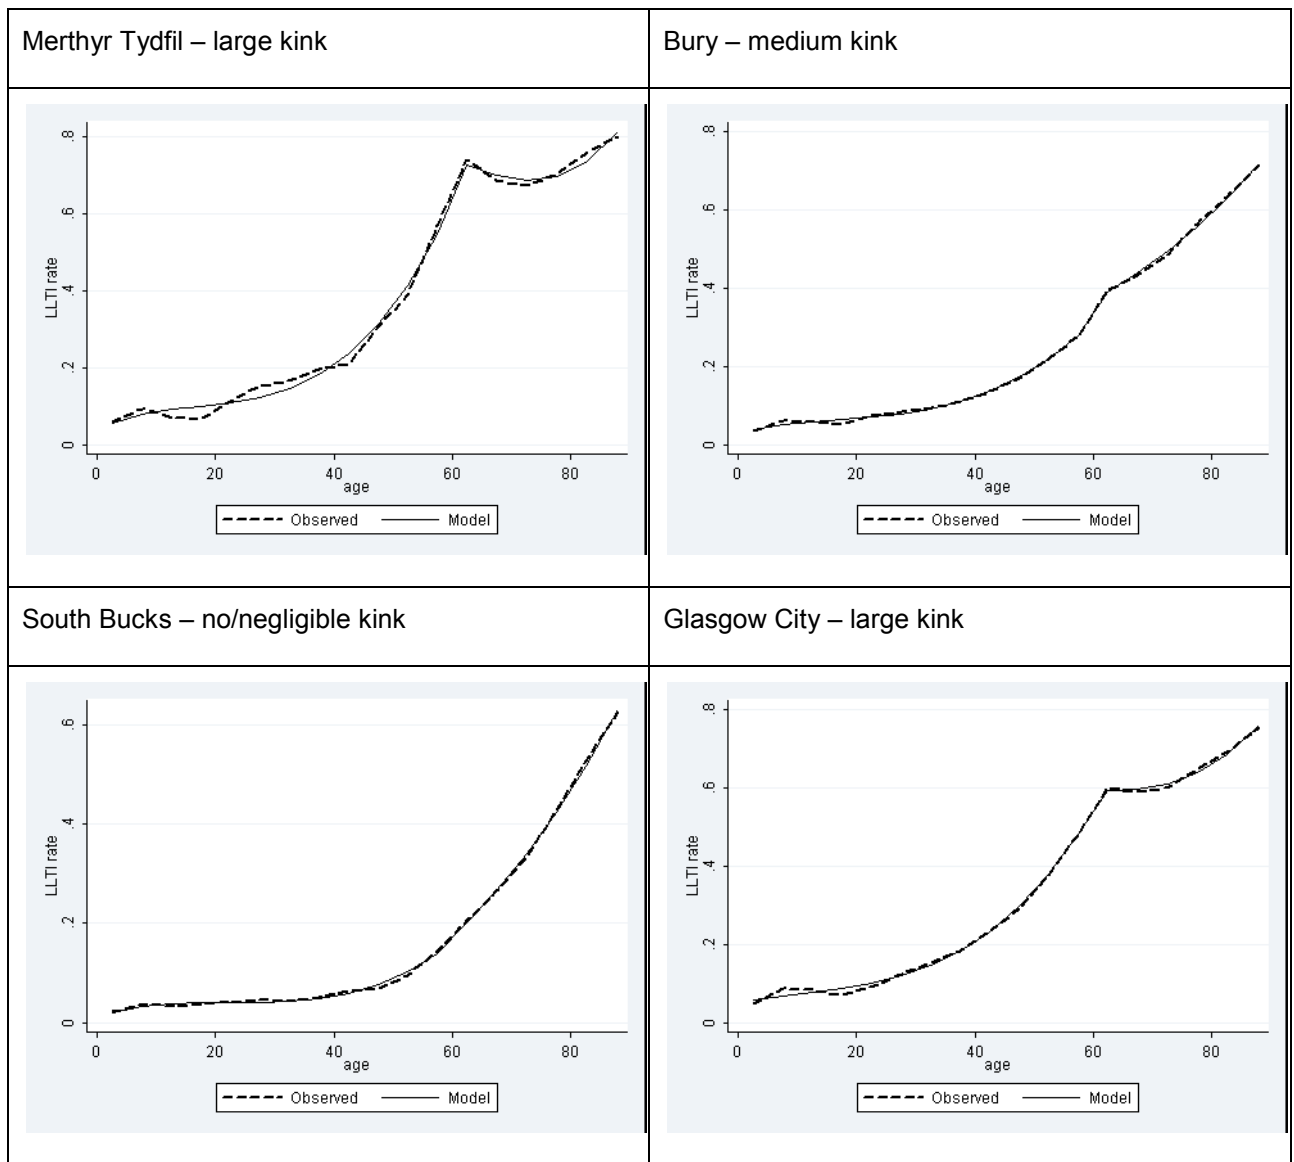 Merthyr Tydfil – large kink
Bury – medium kink
LLTI rate
.8
.6
.4
.2
0
0 20 40 60 80
age
Observed Model
LLTI rate
.8
.6
.4
.2
0
0 20 40 60 80
age
Observed Model
South Bucks – no/negligible kink
Glasgow City – large kink
LLTI rate
.6
.4
.2
0
0 20 40 60 80
age
Observed Model
LLTI rate
.8
.6
.4
.2
0
0 20 40 60 80
age
Observed Model